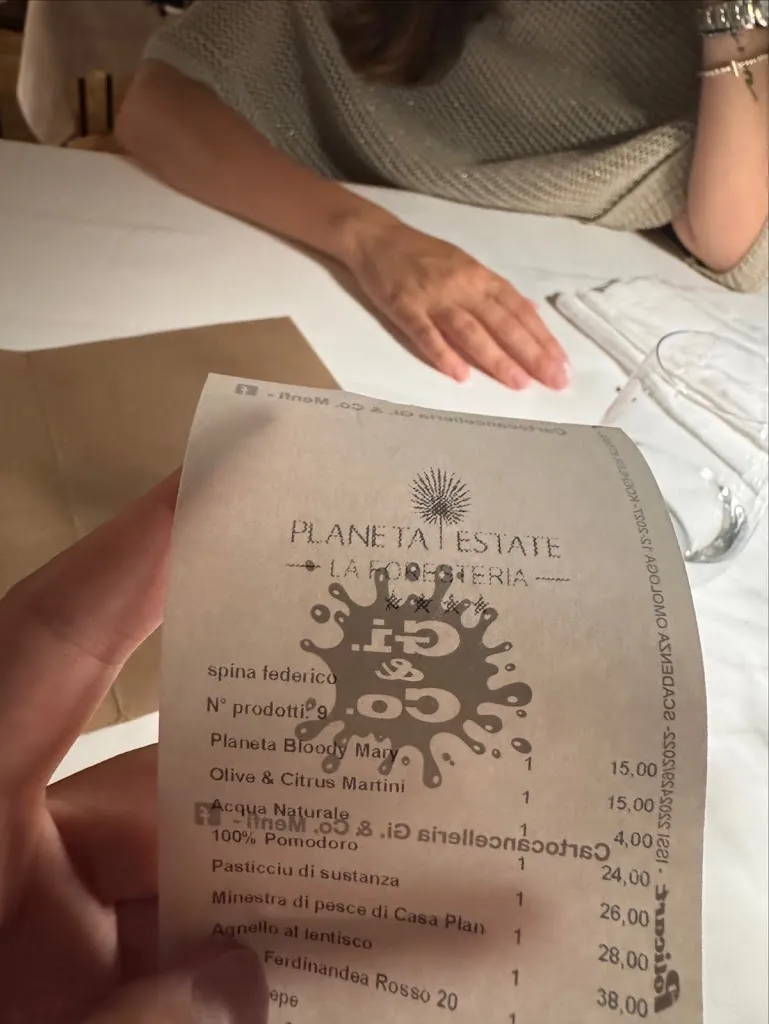 Cartocancelleria Gi. & Co. Menfi -
PLANETA ESTATE
LA FORESTERIA
Gi.
&
Co.
spina federico
N° prodotti: 9
Planeta Bloody Mary 1 15,00
Olive & Citrus Martini 1 15,00
Acqua Naturale 4,00
Cartocancelleria Gi. & Co. Menfi -
100% Pomodoro 1 24,00
Pasticciu di sustanza 1 26,00
Minestra di pesce di Casa Plan 1 28,00
Agnello al lentisco 1 38,00
Ferdinandea Rosso 20 1
epe
SCADENZA OMOLOGA